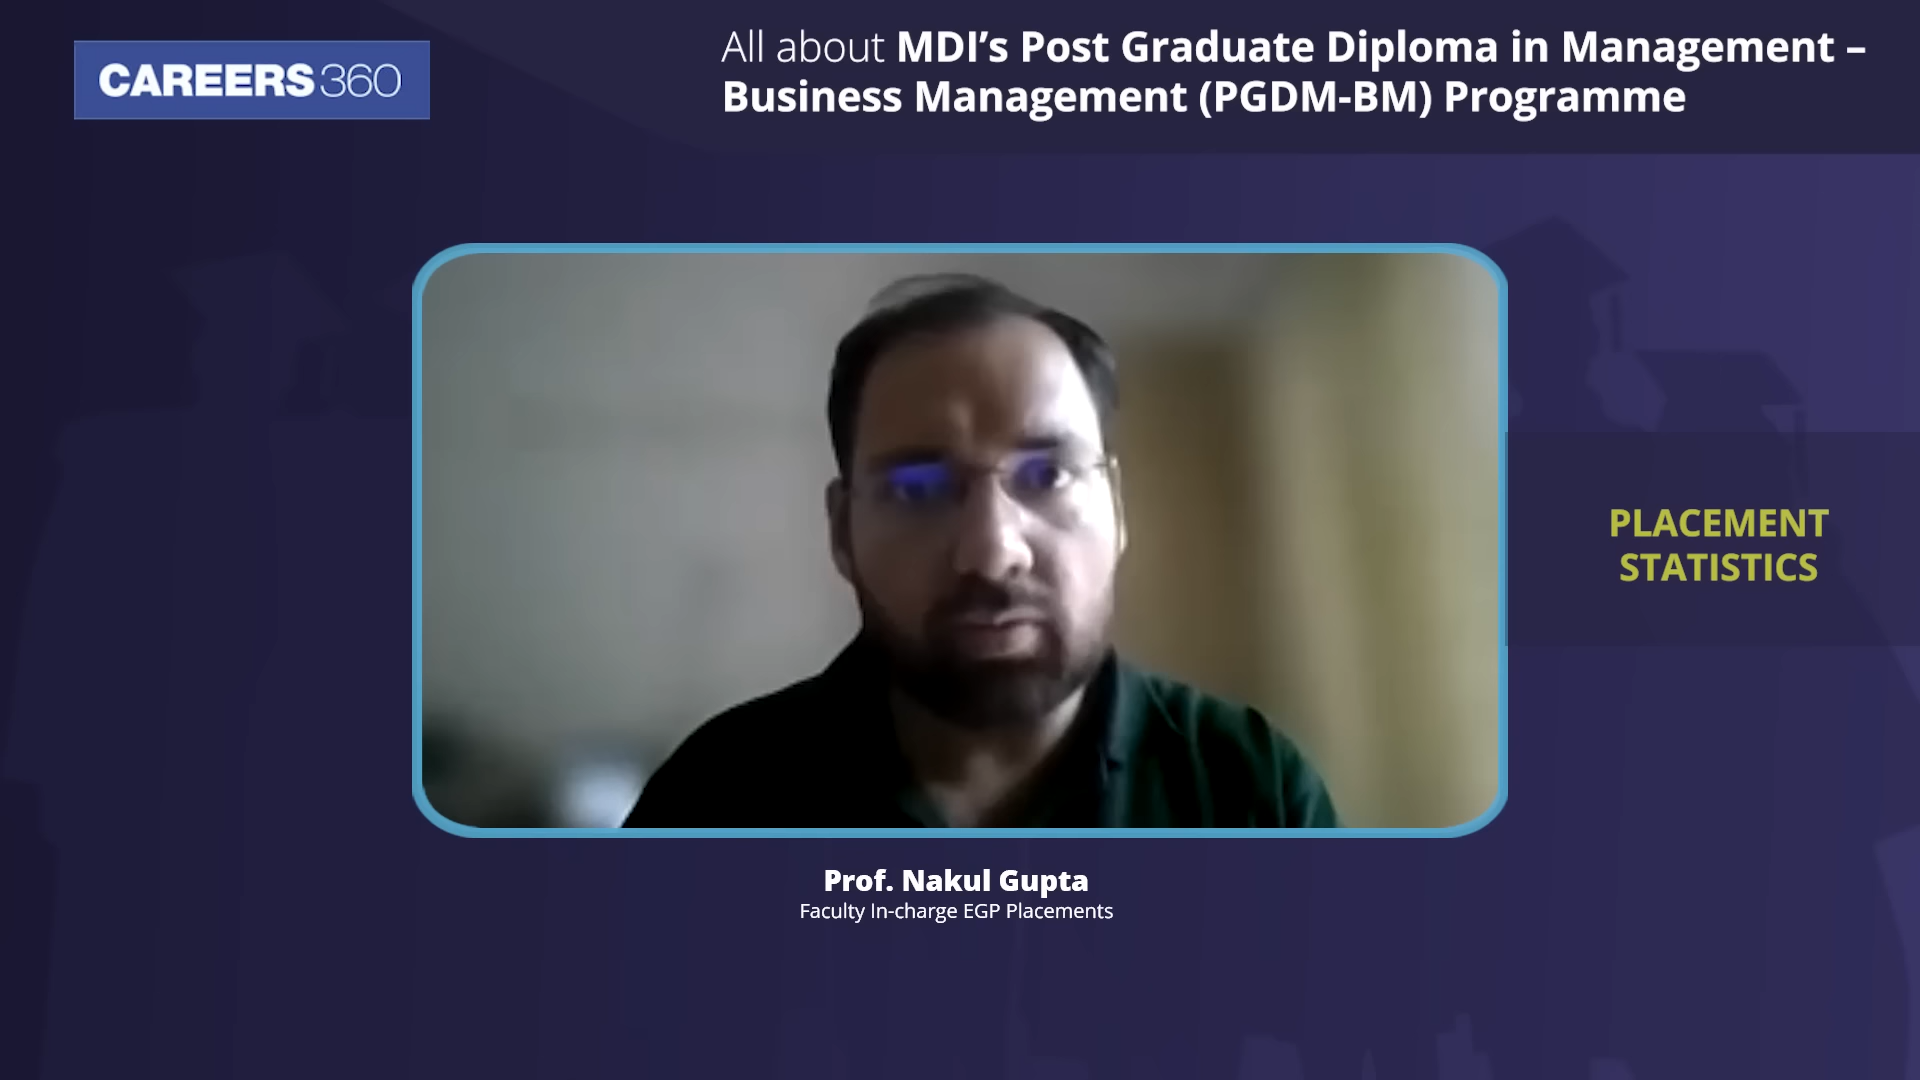 CAREERS360
All about MDI’s Post Graduate Diploma in Management –
Business Management (PGDM-BM) Programme
PLACEMENT
STATISTICS
Prof. Nakul Gupta
Faculty In-charge EGP Placements